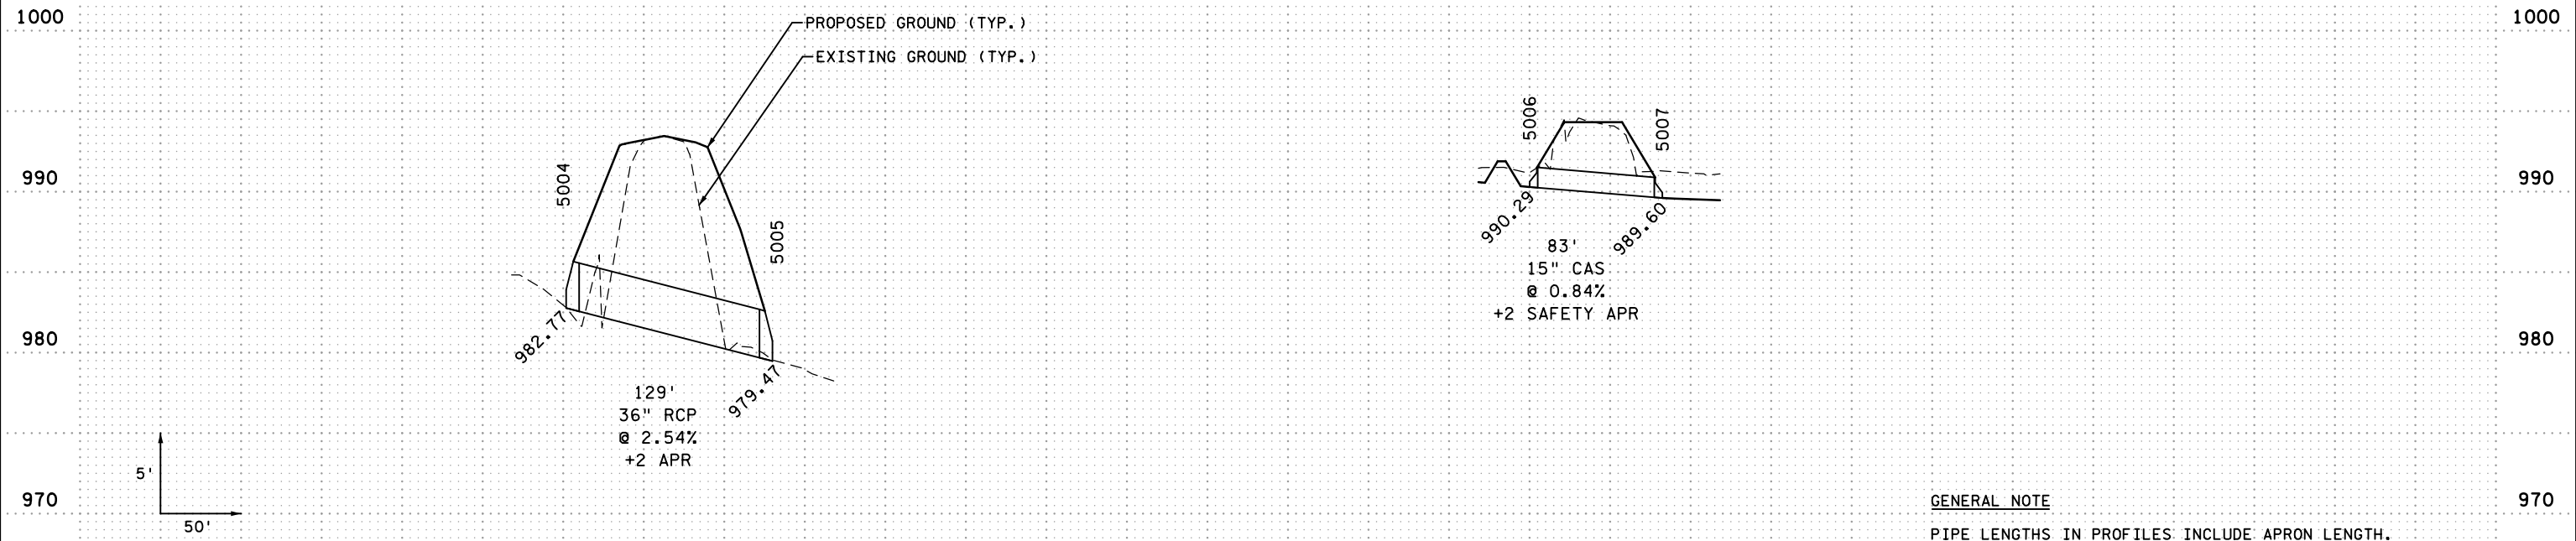 1000
1000
PROPOSED GROUND (TYP.)
EXISTING GROUND (TYP.)
5006
5007
990
5004
990
5005
990.29
989.60
83'
15" CAS
@ 0.84%
+2 SAFETY APR
980
982.77
980
979.47
129'
36" RCP
@ 2.54%
+2 APR
5'
50'
970
970
GENERAL NOTE
PIPE LENGTHS IN PROFILES INCLUDE APRON LENGTH.